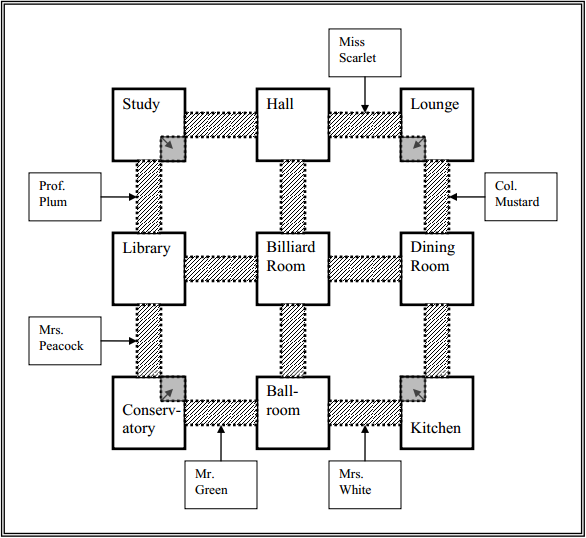 Miss
Scarlet
Study
Hall
Lounge
Prof.
Plum
Col.
Mustard
Library
Billiard
Room
Dining
Room
Mrs.
Peacock
Conserv-
atory
Ball-
room
Kitchen
Mr.
Green
Mrs.
White